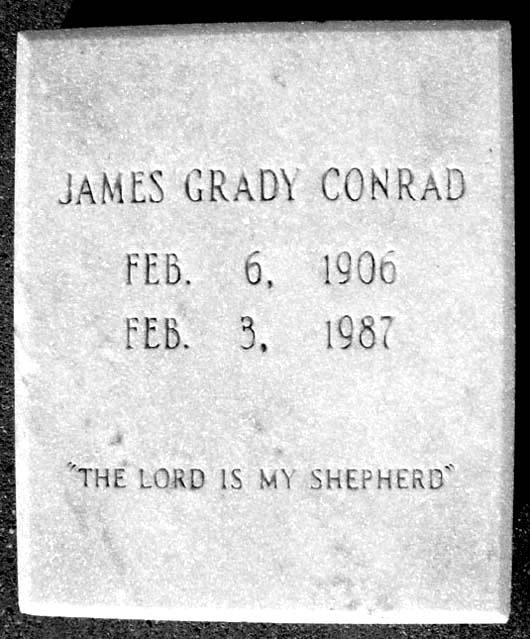 JAMES GRADY CONRAD
FEB. 6, 1906
FEB. 3, 1987
"THE LORD IS MY SHEPHERD"